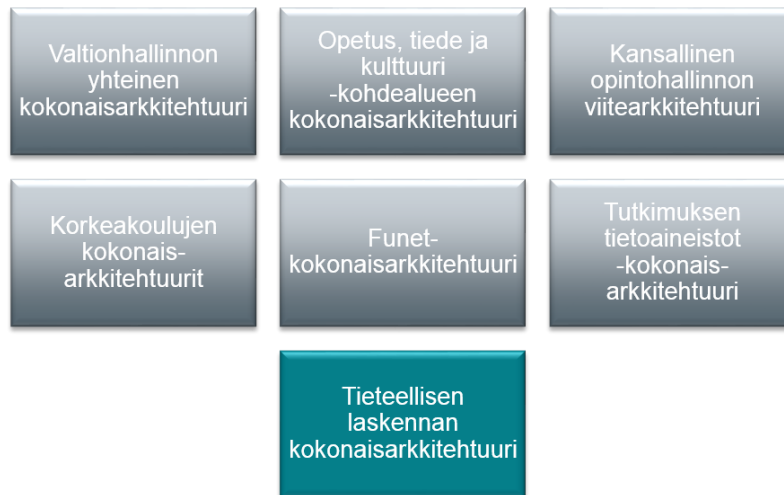 Valtionhallinnon
yhteinen
kokonaisarkkitehtuuri
Opetus, tiede ja
kulttuuri
-kohdealueen
kokonaisarkkitehtuuri
Kansallinen
opintohallinnon
viitearkkitehtuuri
Korkeakoulujen
kokonais-
arkkitehtuurit
Funet-
kokonaisarkkitehtuuri
Tutkimuksen
tietoaineistot
-kokonais-
arkkitehtuuri
Tieteellisen
laskennan
kokonaisarkkitehtuuri